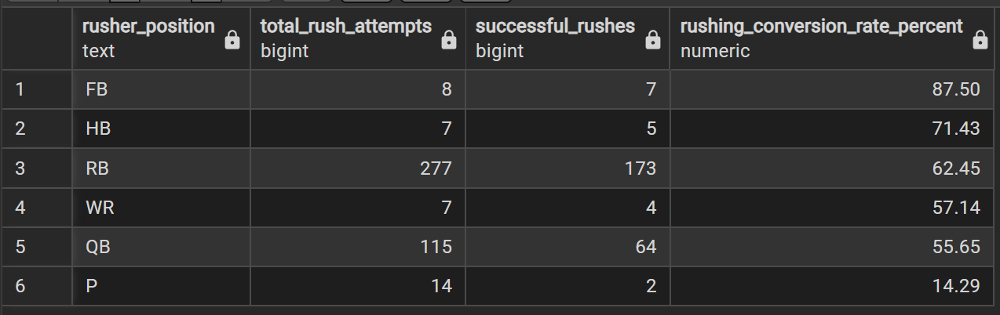 rusher_position total_rush_attempts successful_rushes rushing_conversion_rate_percent
text bigint bigint numeric
1 FB 8 7 87.50
2 HB 7 5 71.43
3 RB 277 173 62.45
4 WR 7 4 57.14
5 QB 115 64 55.65
6 P 14 2 14.29